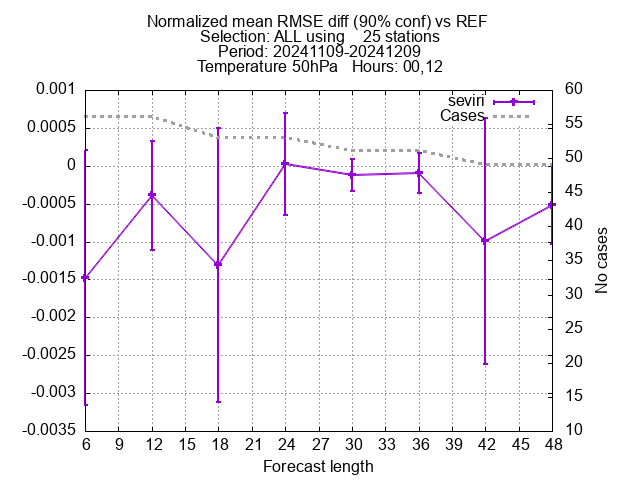 Normalized mean RMSE diff (90% conf) vs REF
Selection: ALL using    25 stations
Period: 20241109-20241209
Temperature 50hPa   Hours: 00,12
0.001
0.0005
0
-0.0005
-0.001
-0.0015
-0.002
-0.0025
-0.003
-0.0035
seviri
Cases
60
55
50
45
40
35
30
25
20
15
10
No cases
6 9 12 15 18 21 24 27 30 33 36 39 42 45 48
Forecast length